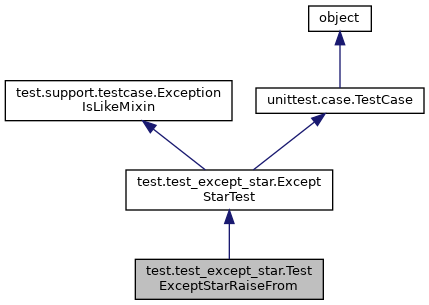 object
test.support.testcase.Exception
IsLikeMixin
unittest.case.TestCase
test.test_except_star.Except
StarTest
test.test_except_star.Test
ExceptStarRaiseFrom